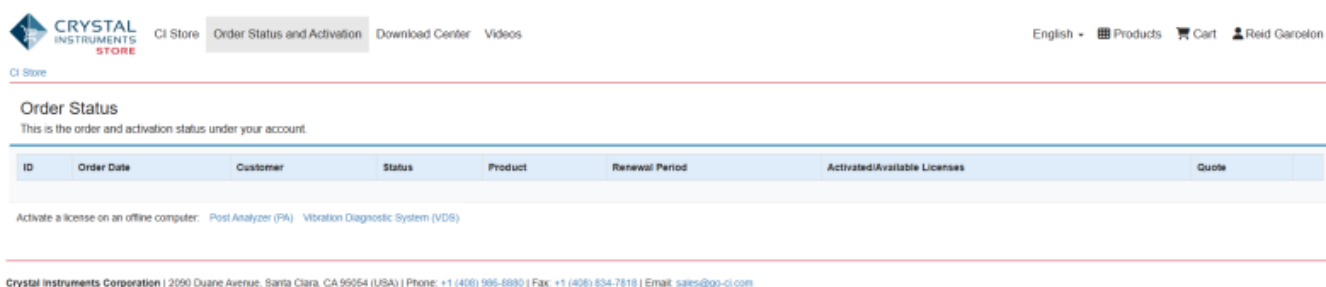 CRYSTAL
INSTRUMENTS
STORE
CI Store Order Status and Activation Download Center Videos English Products Cart Reid Garcelon
CI Store
Order Status
This is the order and activation status under your account.
ID Order Date Customer Status Product Renewal Period Activated/Available Licenses Quote
Activate a license on an offline computer: Post Analyzer (PA) Vibration Diagnostic System (VDS)
Crystal Instruments Corporation | 2090 Duane Avenue, Santa Clara, CA 95054 (USA) | Phone: +1 (408) 986-8880 | Fax: +1 (408) 834-7818 | Email: sales@go-ci.com